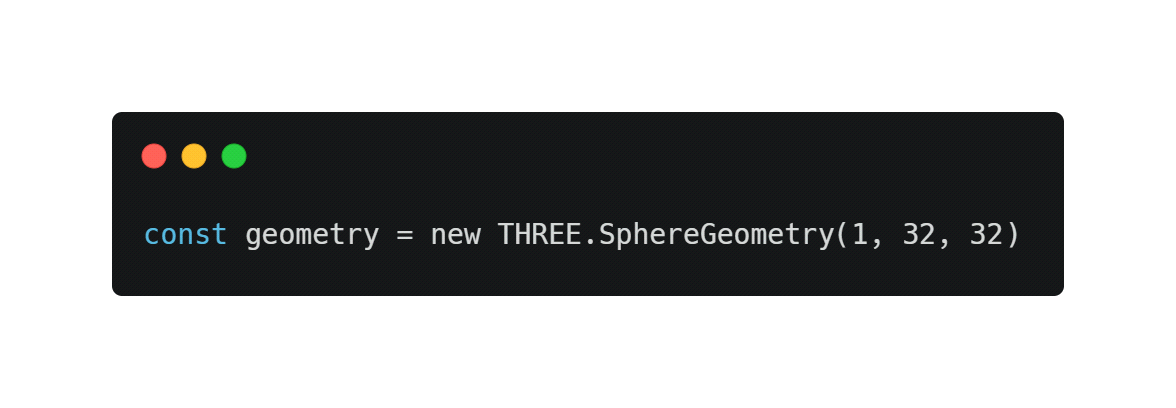 const geometry = new THREE.SphereGeometry(1, 32, 32)